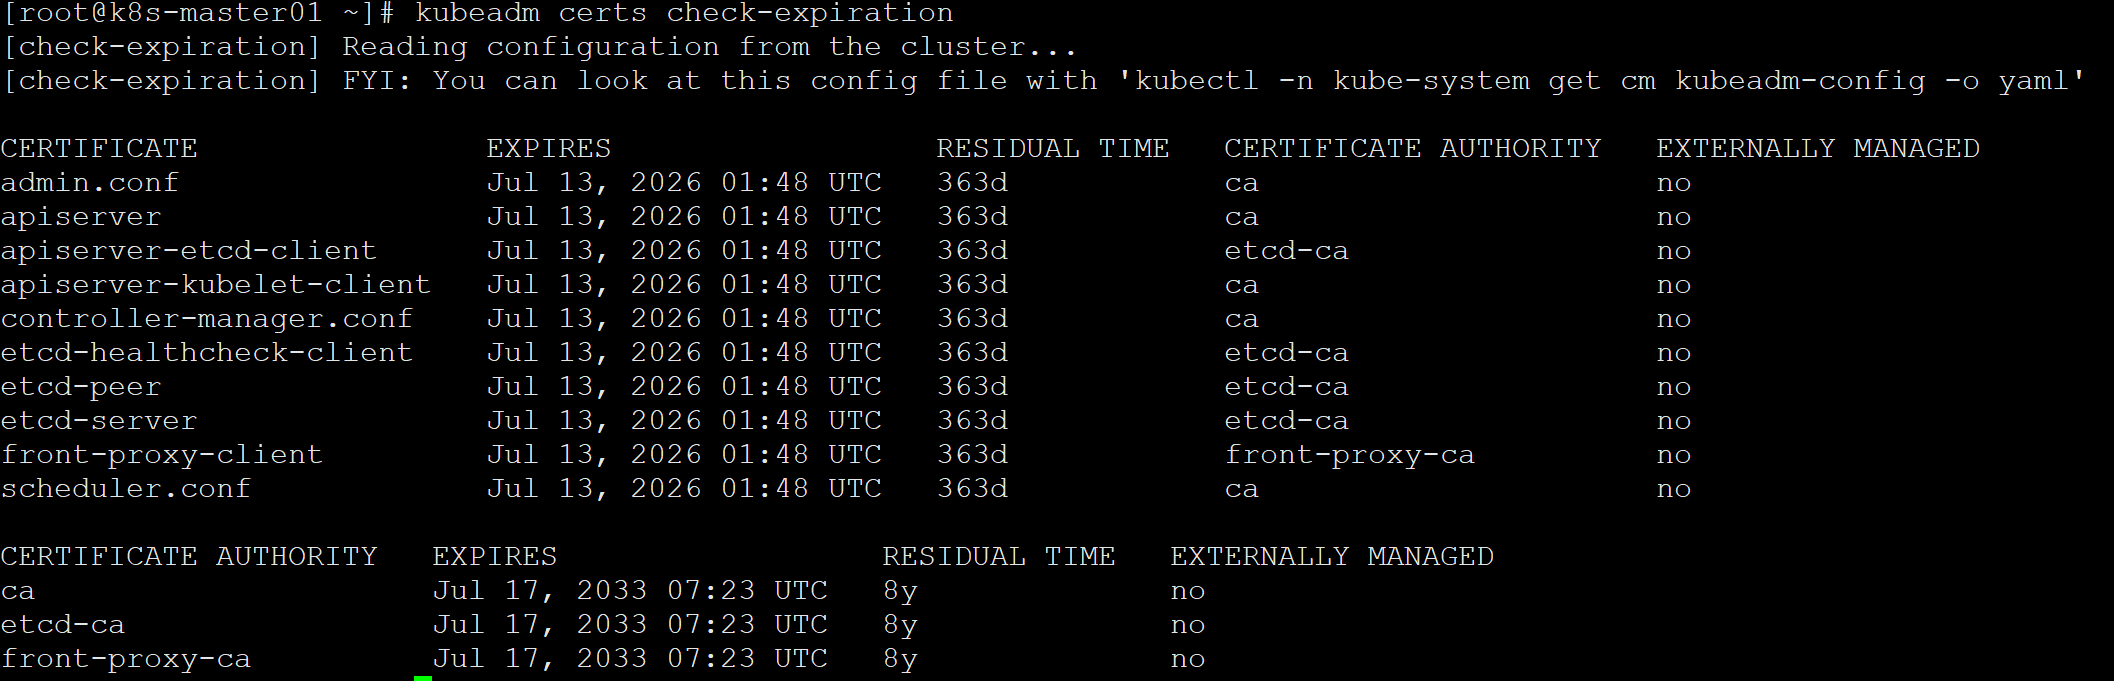 [root@k8s-master01 ~]# kubeadm certs check-expiration
[check-expiration] Reading configuration from the cluster...
[check-expiration] FYI: You can look at this config file with 'kubectl -n kube-system get cm kubeadm-config -o yaml'
CERTIFICATE                EXPIRES                  RESIDUAL TIME   CERTIFICATE AUTHORITY   EXTERNALLY MANAGED
admin.conf                 Jul 13, 2026 01:48 UTC   363d            ca                      no
apiserver                  Jul 13, 2026 01:48 UTC   363d            ca                      no
apiserver-etcd-client      Jul 13, 2026 01:48 UTC   363d            etcd-ca                 no
apiserver-kubelet-client   Jul 13, 2026 01:48 UTC   363d            ca                      no
controller-manager.conf    Jul 13, 2026 01:48 UTC   363d            ca                      no
etcd-healthcheck-client    Jul 13, 2026 01:48 UTC   363d            etcd-ca                 no
etcd-peer                  Jul 13, 2026 01:48 UTC   363d            etcd-ca                 no
etcd-server                Jul 13, 2026 01:48 UTC   363d            etcd-ca                 no
front-proxy-client         Jul 13, 2026 01:48 UTC   363d            front-proxy-ca          no
scheduler.conf             Jul 13, 2026 01:48 UTC   363d            ca                      no
CERTIFICATE AUTHORITY   EXPIRES                  RESIDUAL TIME   EXTERNALLY MANAGED
ca                      Jul 17, 2033 07:23 UTC   8y              no
etcd-ca                 Jul 17, 2033 07:23 UTC   8y              no
front-proxy-ca          Jul 17, 2033 07:23 UTC   8y              no